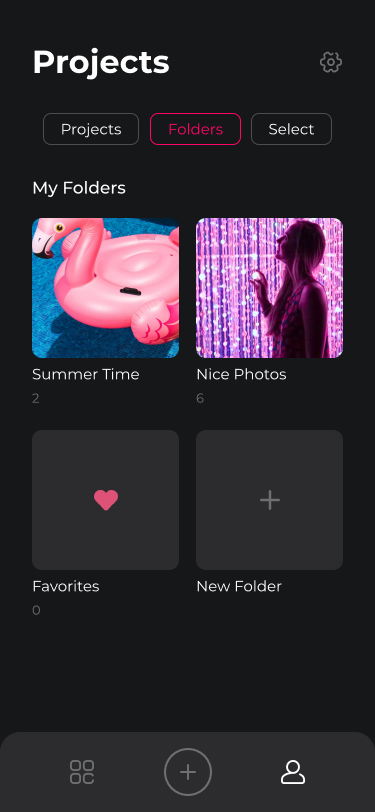 Projects
Projects Folders Select
My Folders
Summer Time Nice Photos
2 6
Favorites New Folder
0